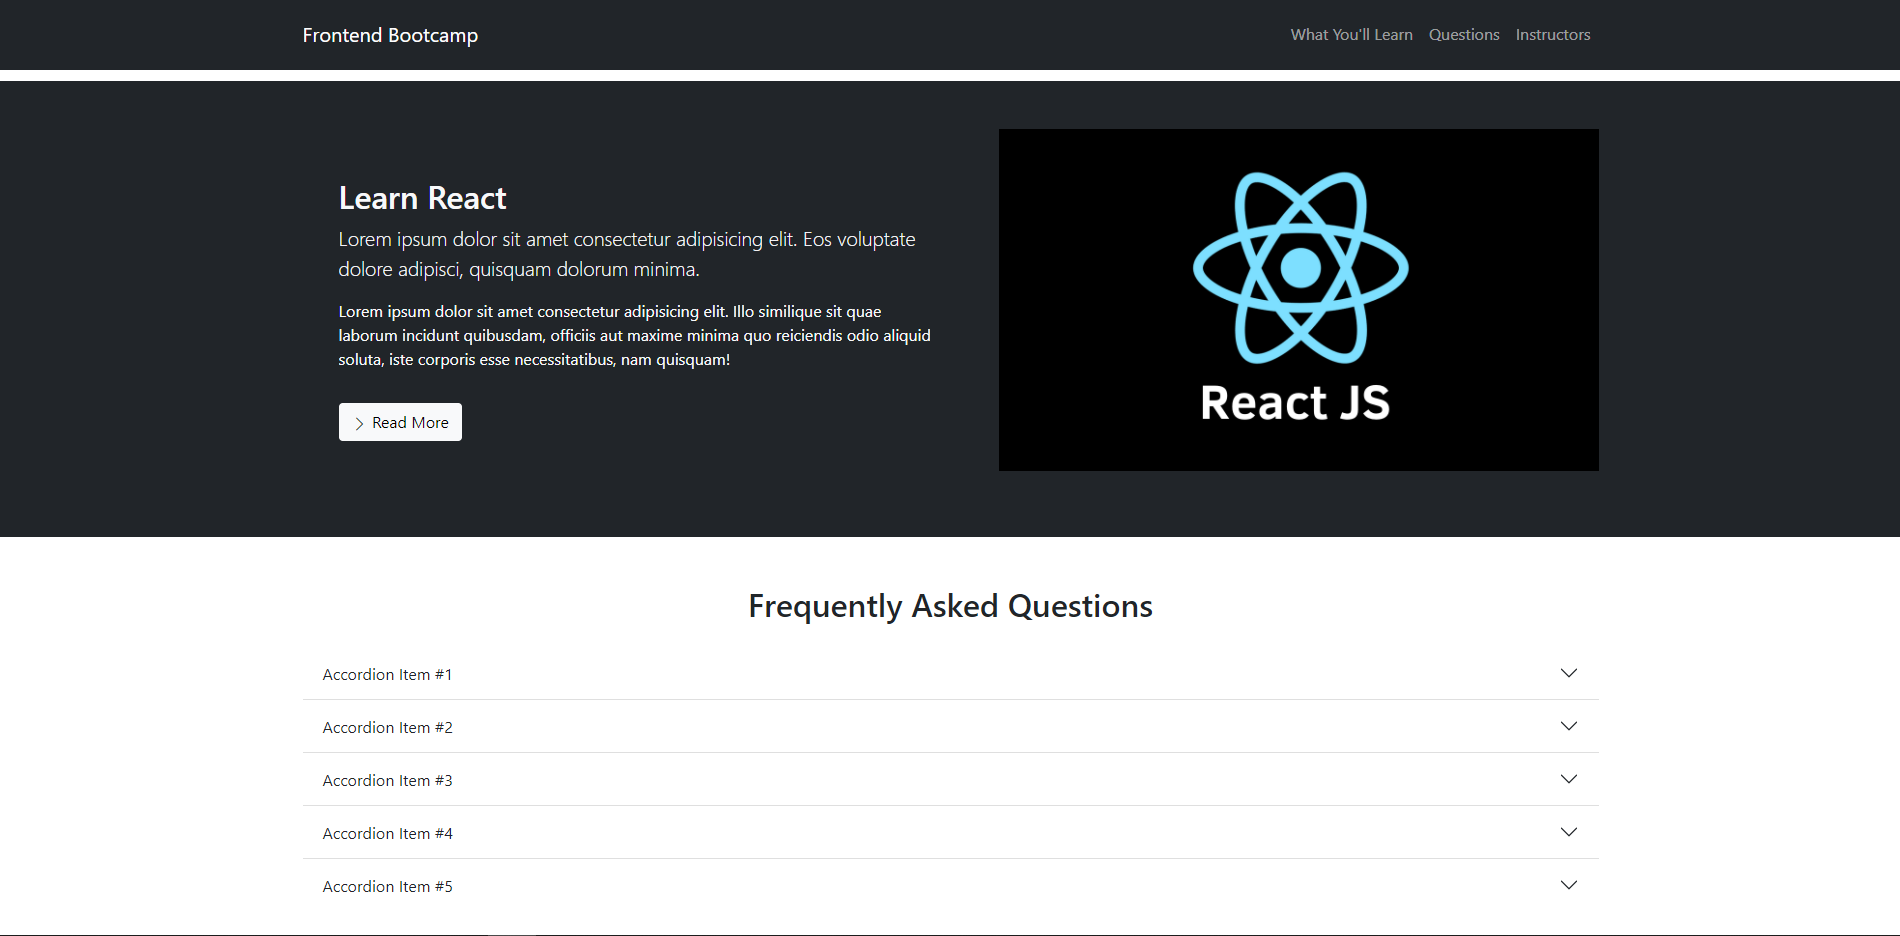 Frontend Bootcamp
What You'll Learn Questions Instructors
Learn React
Lorem ipsum dolor sit amet consectetur adipisicing elit. Eos voluptate
dolore adipisci, quisquam dolorum minima.
Lorem ipsum dolor sit amet consectetur adipisicing elit. Illo similique sit quae
laborum incidunt quibusdam, officiis aut maxime minima quo reiciendis odio aliquid
soluta, iste corporis esse necessitatibus, nam quisquam!
Read More
React JS
Frequently Asked Questions
Accordion Item #1
Accordion Item #2
Accordion Item #3
Accordion Item #4
Accordion Item #5